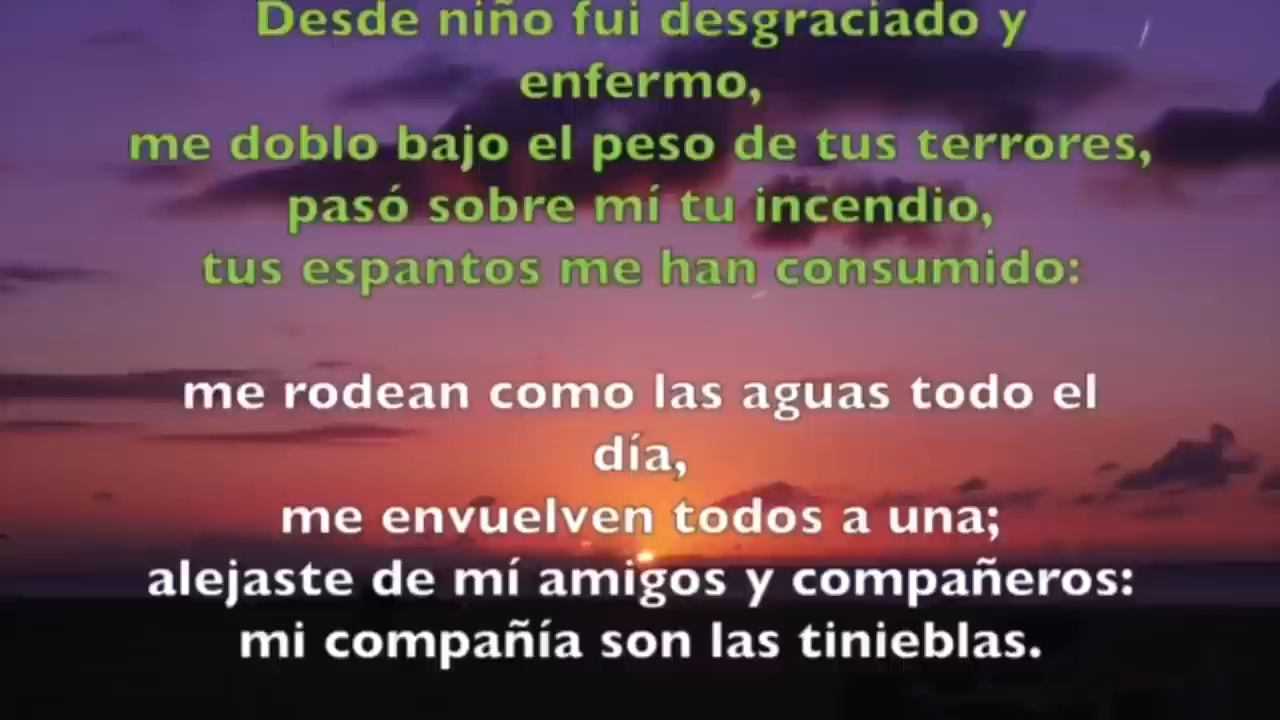 Desde niño fui desgraciado y
enfermo,
me doblo bajo el peso de tus terrores,
pasó sobre mí tu incendio,
tus espantos me han consumido:
me rodean como las aguas todo el
día,
me envuelven todos a una;
alejaste de mí amigos y compañeros:
mi compañía son las tinieblas.